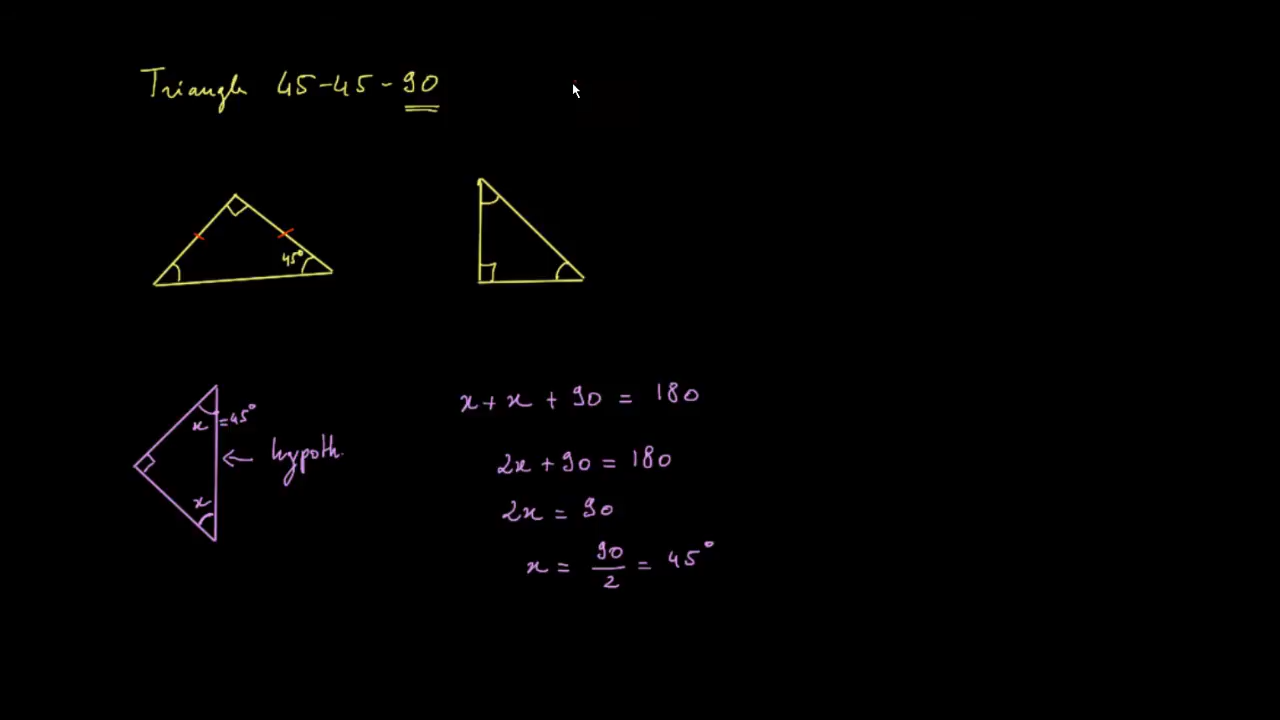 Triangle 45-45-90
45°
x + x + 90 = 180
x =45°
hypoth.
2x + 90 = 180
x
2x = 90
x = 90/2 = 45°